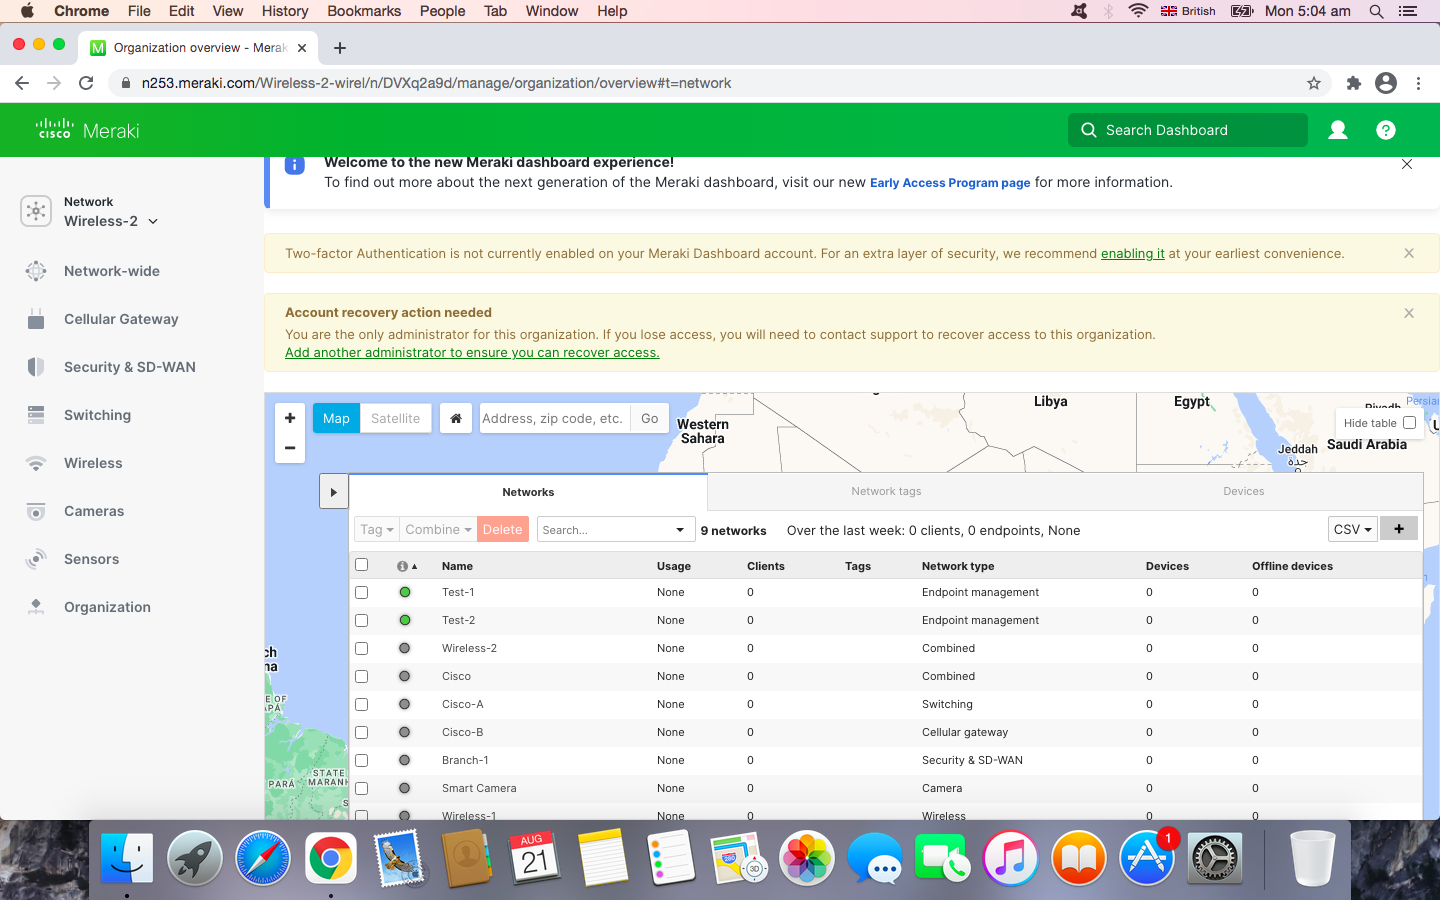 Chrome File Edit View History Bookmarks People Tab Window Help British Mon 5:04 am
Organization overview - Merak
n253.meraki.com/Wireless-2-wirel/n/DVXq2a9d/manage/organization/overview#t=network
cisco Meraki Search Dashboard
Welcome to the new Meraki dashboard experience!
To find out more about the next generation of the Meraki dashboard, visit our new Early Access Program page for more information.
Network
Wireless-2
Network-wide
Cellular Gateway
Security & SD-WAN
Switching
Wireless
Cameras
Sensors
Organization
Two-factor Authentication is not currently enabled on your Meraki Dashboard account. For an extra layer of security, we recommend enabling it at your earliest convenience.
Account recovery action needed
You are the only administrator for this organization. If you lose access, you will need to contact support to recover access to this organization.
Add another administrator to ensure you can recover access.
+ Map Satellite Address, zip code, etc. Go
−
Hide table
Western
Sahara
Libya
Egypt
Jeddah
جدة
Riyadh
Persian
Saudi Arabia
STATE
MARANH
PARÁ
Networks Network tags Devices
Tag Combine Delete Search... 9 networks Over the last week: 0 clients, 0 endpoints, None CSV +
Name Usage Clients Tags Network type Devices Offline devices
Test-1 None 0 Endpoint management 0 0
Test-2 None 0 Endpoint management 0 0
Wireless-2 None 0 Combined 0 0
Cisco None 0 Combined 0 0
Cisco-A None 0 Switching 0 0
Cisco-B None 0 Cellular gateway 0 0
Branch-1 None 0 Security & SD-WAN 0 0
Smart Camera None 0 Camera 0 0
Wireless-1 None 0 Wireless 0 0
AUG
21
280
3D
1